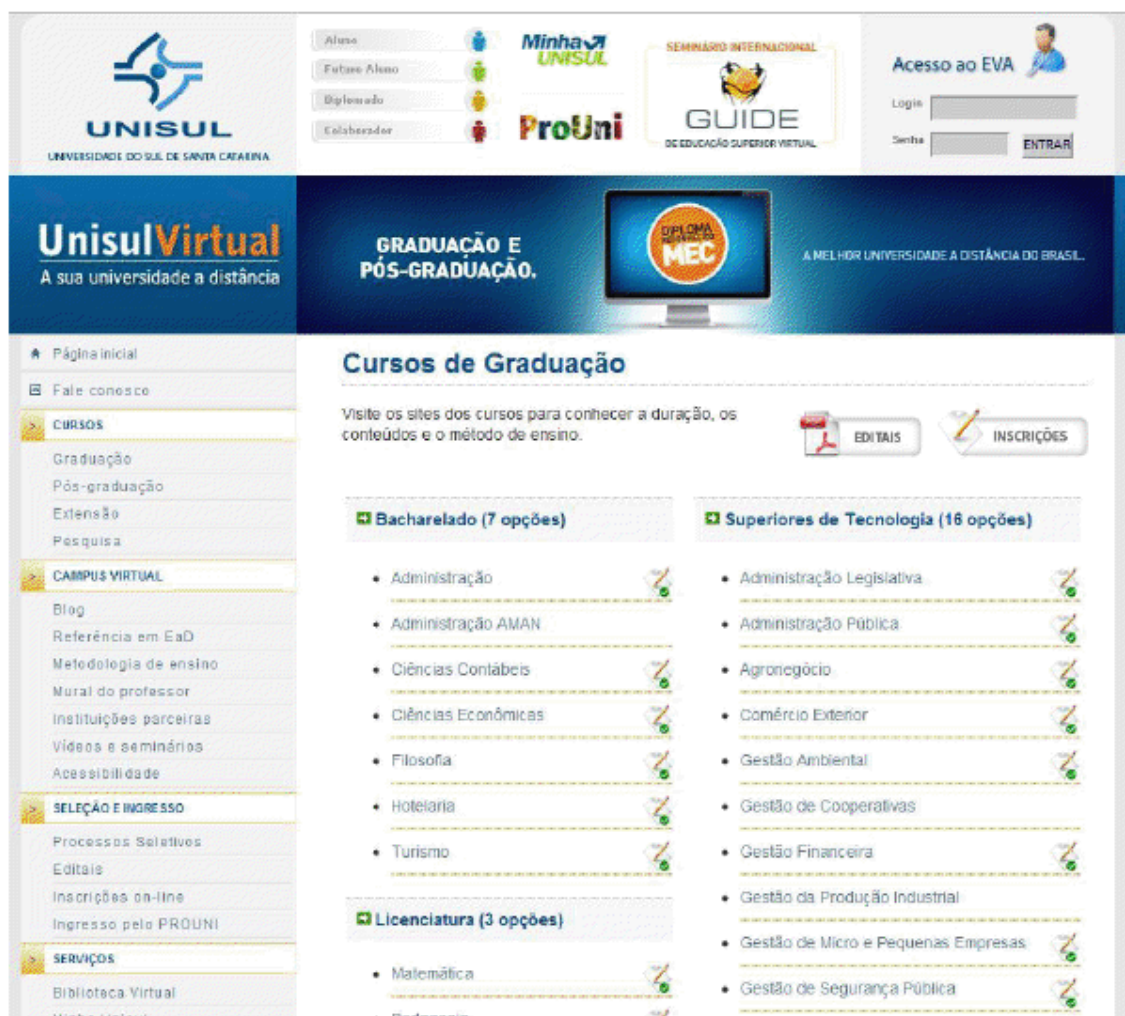 UNISUL
UNIVERSIDADE DO SUL DE SANTA CATARINA
Aluno
Futuro Aluno
Diplomado
Colaborador
Minha
UNISUL
ProUni
SEMINÁRIO INTERNACIONAL
GUIDE
DE EDUCAÇÃO SUPERIOR VIRTUAL
Acesso ao EVA
Login
Senha
ENTRAR
UnisulVirtual
A sua universidade a distância
GRADUAÇÃO E
PÓS-GRADUAÇÃO.
DIPLOMA
MEC
A MELHOR UNIVERSIDADE A DISTÂNCIA DO BRASIL.
Página inicial
Fale conosco
CURSOS
Graduação
Pós-graduação
Extensão
Pesquisa
CAMPUS VIRTUAL
Blog
Referência em EaD
Metodologia de ensino
Mural do professor
Instituições parceiras
Vídeos e seminários
Acessibilidade
SELEÇÃO E INGRESSO
Processos Seletivos
Editais
Inscrições on-line
Ingresso pelo PROUNI
SERVIÇOS
Biblioteca Virtual
Cursos de Graduação
Visite os sites dos cursos para conhecer a duração, os
conteúdos e o método de ensino.
EDITAIS
INSCRIÇÕES
Bacharelado (7 opções)
Administração
Administração AMAN
Ciências Contábeis
Ciências Econômicas
Filosofia
Hotelaria
Turismo
Licenciatura (3 opções)
Matemática
Superiores de Tecnologia (16 opções)
Administração Legislativa
Administração Pública
Agronegócio
Comércio Exterior
Gestão Ambiental
Gestão de Cooperativas
Gestão Financeira
Gestão da Produção Industrial
Gestão de Micro e Pequenas Empresas
Gestão de Segurança Pública